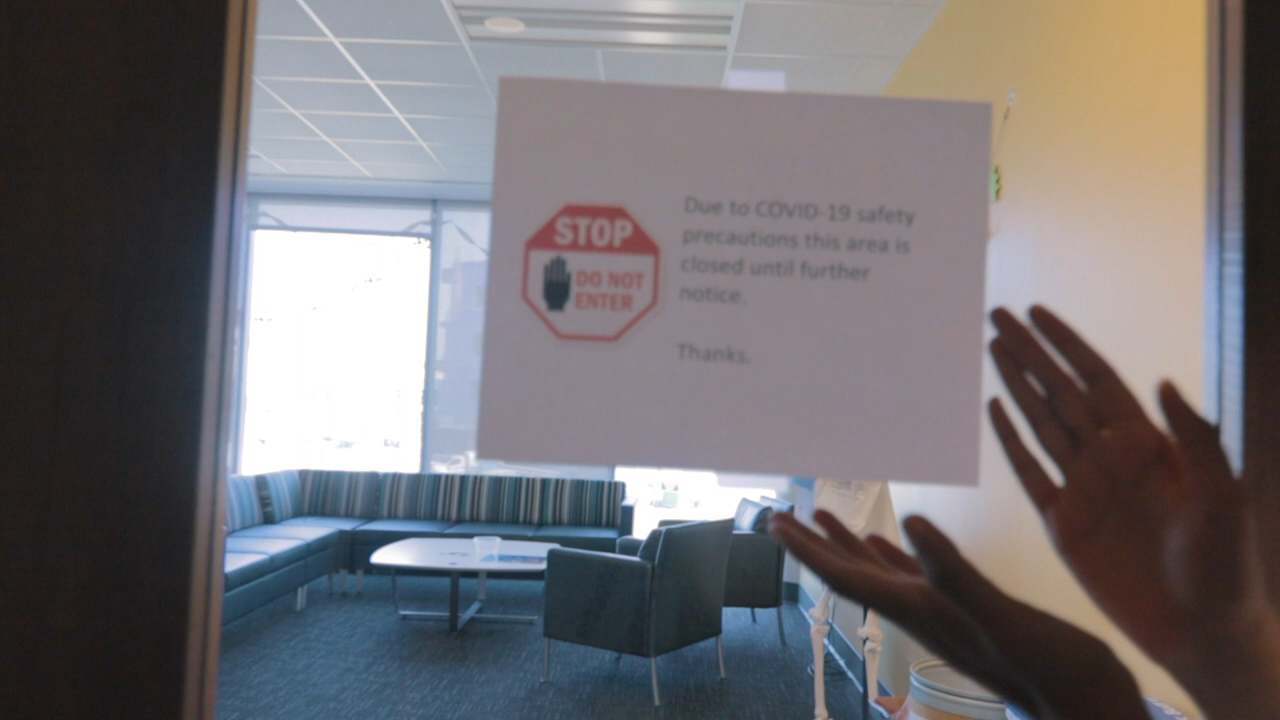 STOP
DO NOT
ENTER
Due to COVID-19 safety
precautions this area is
closed until further
notice.
Thanks.